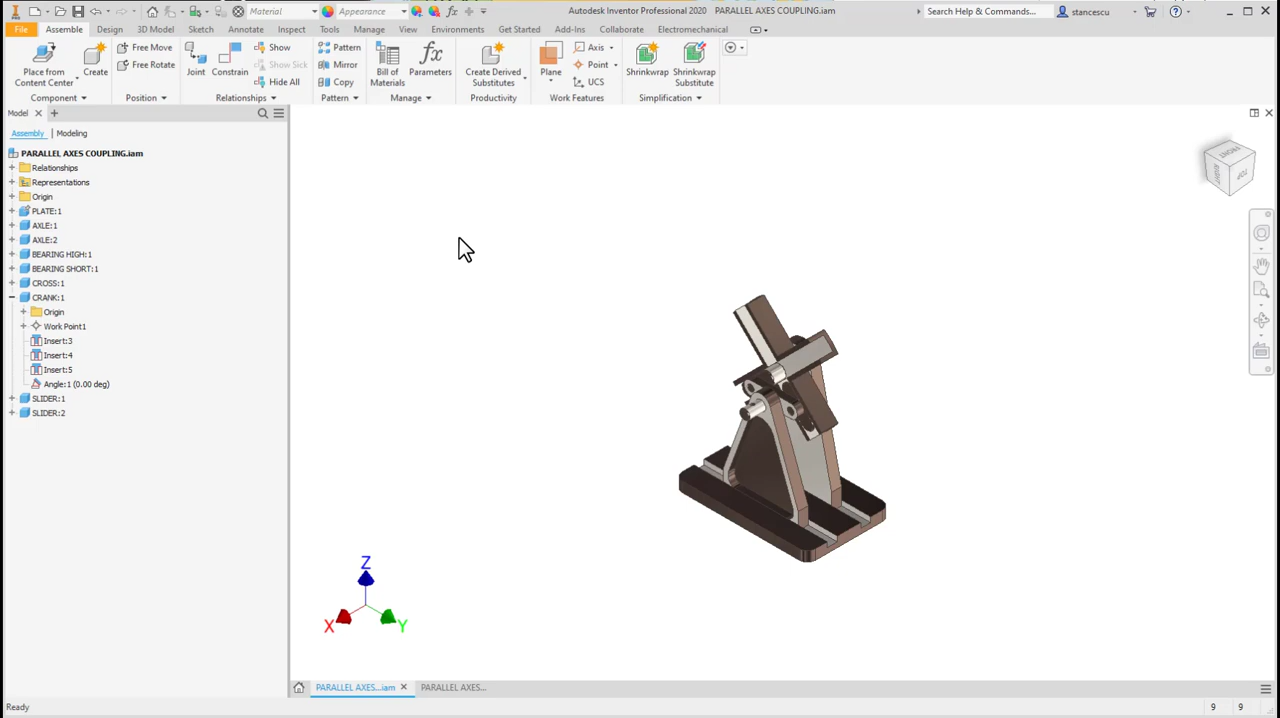 Material
Appearance
Autodesk Inventor Professional 2020 PARALLEL AXES COUPLING.iam
Search Help & Commands...
stancescu
PRO
File Assemble Design 3D Model Sketch Annotate Inspect Tools Manage View Environments Get Started Add-Ins Collaborate Electromechanical
Place from
Content Center
Create
Free Move
Free Rotate
Joint
Constrain
Show
Show Sick
Hide All
Pattern
Mirror
Copy
Bill of
Materials
Parameters
Create Derived
Substitutes
Plane
Axis
Point
UCS
Shrinkwrap
Shrinkwrap
Substitute
Component Position Relationships Pattern Manage Productivity Work Features Simplification
Model
Assembly Modeling
PARALLEL AXES COUPLING.iam
Relationships
Representations
Origin
PLATE:1
AXLE:1
AXLE:2
BEARING HIGH:1
BEARING SHORT:1
CROSS:1
CRANK:1
Origin
Work Point1
Insert:3
Insert:4
Insert:5
Angle:1 (0.00 deg)
SLIDER:1
SLIDER:2
FRONT
RIGHT
TOP
Z
X
Y
PARALLEL AXES...iam
PARALLEL AXES...
Ready
9 9